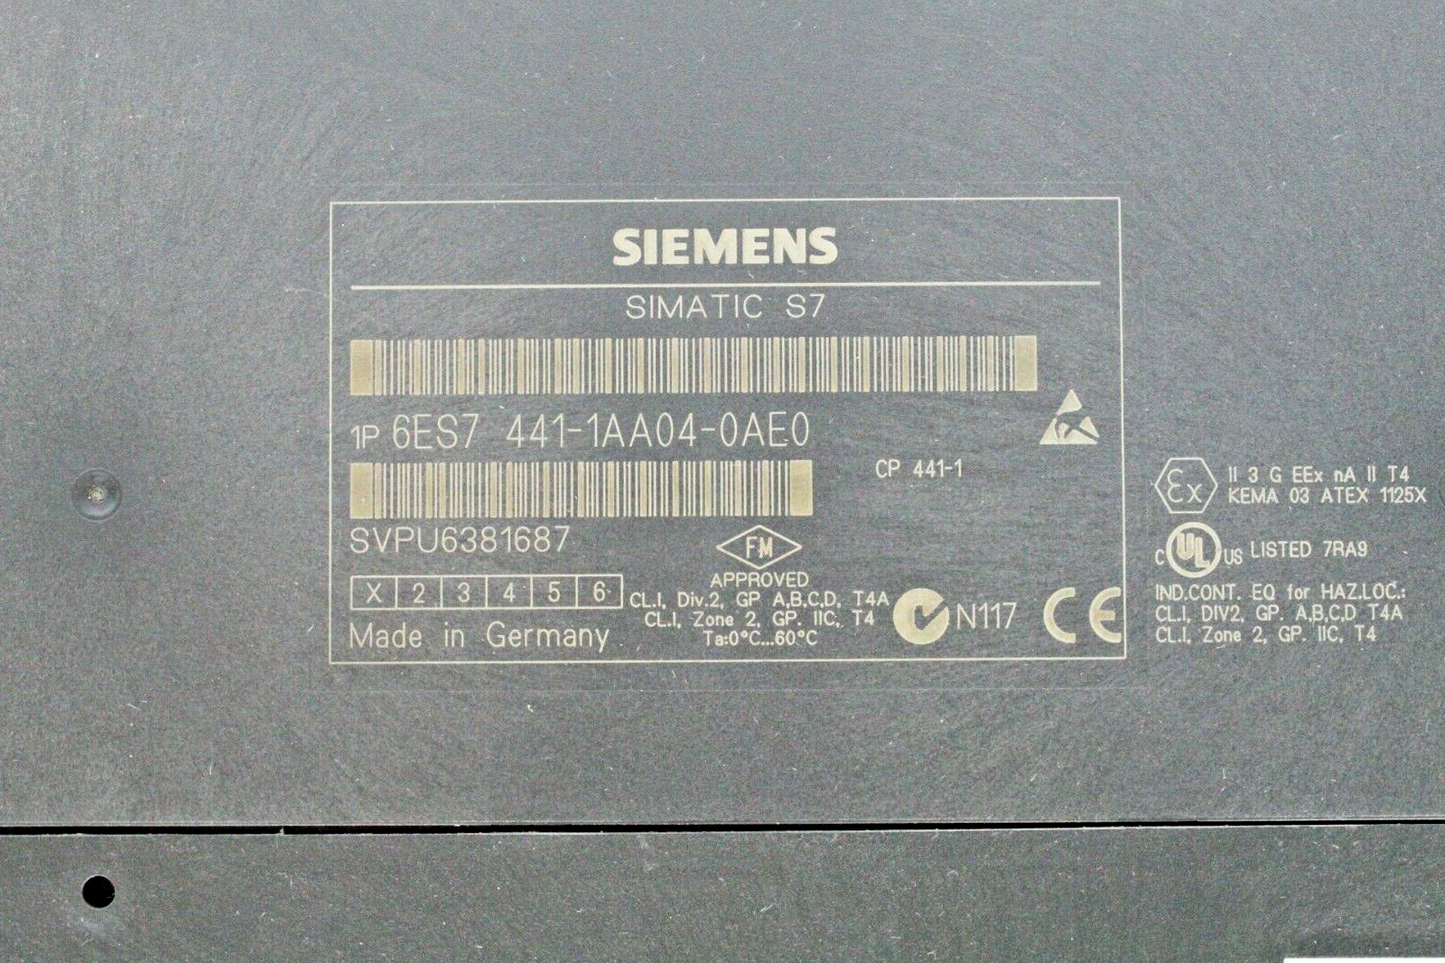 SIEMENS
SIMATIC S7
1P 6ES7 441-1AA04-0AE0
CP 441-1
SVPU6381687
FM
APPROVED
X 2 3 4 5 6
CL.I, Div.2, GP A,B,C,D, T4A
CL.I, Zone 2, GP. IIC, T4
Ta:0°C...60°C
Made in Germany
N117
CE
Ex II 3 G EEx nA II T4
KEMA 03 ATEX 1125X
C UL US LISTED 7RA9
IND.CONT. EQ for HAZ.LOC.:
CL.I, DIV2, GP. A,B,C,D T4A
CL.I, Zone 2, GP. IIC, T4